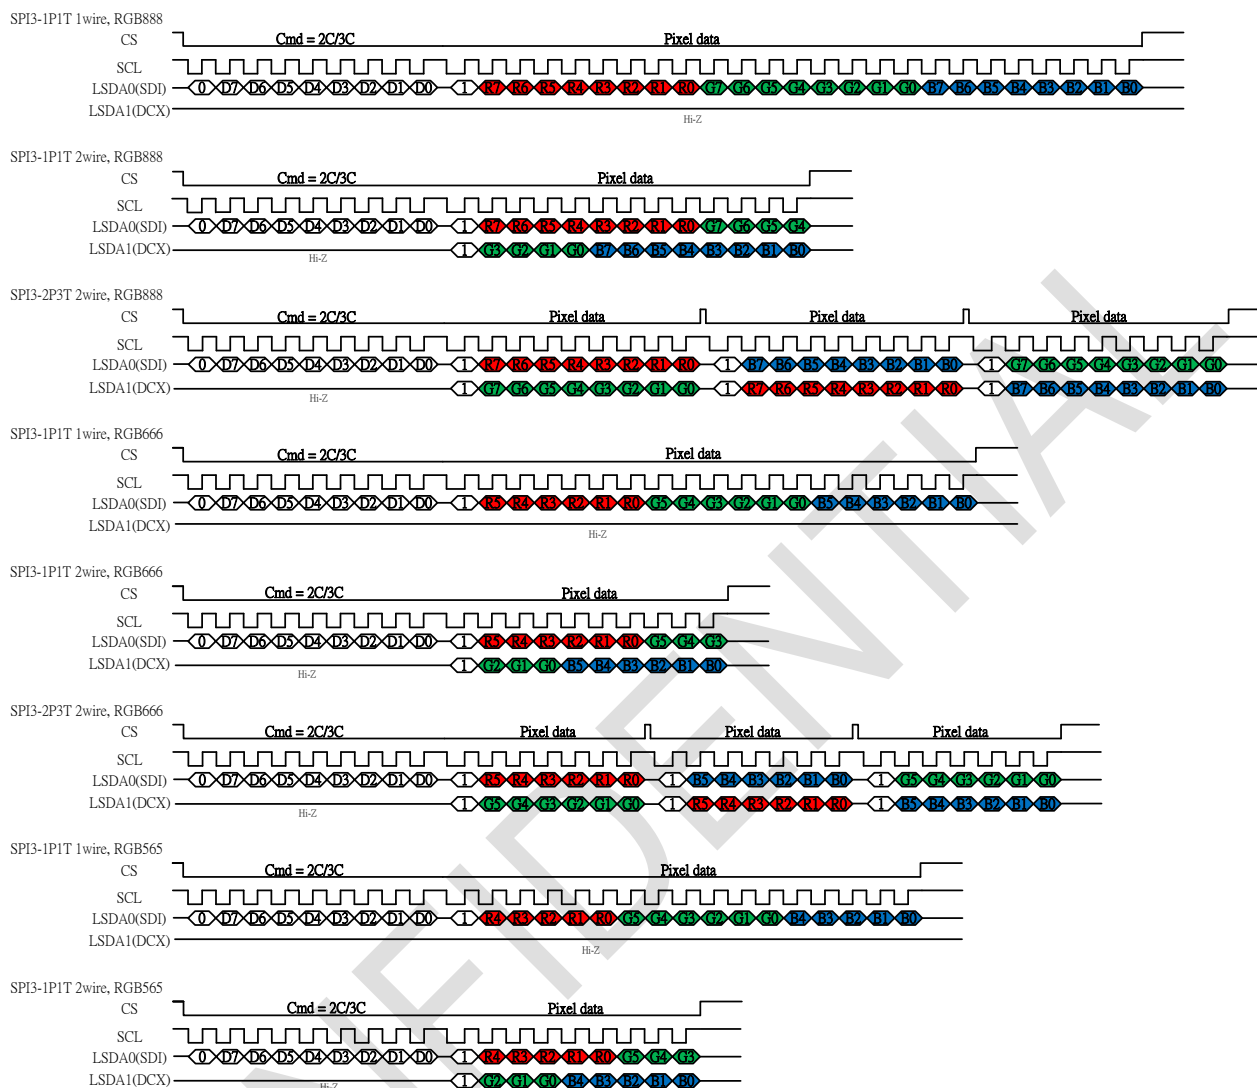 SPI3-1P1T 1wire, RGB888
CS Cmd = 2C/3C Pixel data
SCL
LSDA0(SDI) 0 D7 D6 D5 D4 D3 D2 D1 D0 1 R7 R6 R5 R4 R3 R2 R1 R0 G7 G6 G5 G4 G3 G2 G1 G0 B7 B6 B5 B4 B3 B2 B1 B0
LSDA1(DCX)
Hi-Z
SPI3-1P1T 2wire, RGB888
CS Cmd = 2C/3C Pixel data
SCL
LSDA0(SDI) 0 D7 D6 D5 D4 D3 D2 D1 D0 1 R7 R6 R5 R4 R3 R2 R1 R0 G7 G6 G5 G4
LSDA1(DCX) 1 G3 G2 G1 G0 B7 B6 B5 B4 B3 B2 B1 B0
Hi-Z
SPI3-2P3T 2wire, RGB888
CS Cmd = 2C/3C Pixel data Pixel data Pixel data
SCL
LSDA0(SDI) 0 D7 D6 D5 D4 D3 D2 D1 D0 1 R7 R6 R5 R4 R3 R2 R1 R0 1 B7 B6 B5 B4 B3 B2 B1 B0 1 G7 G6 G5 G4 G3 G2 G1 G0
LSDA1(DCX) 1 G7 G6 G5 G4 G3 G2 G1 G0 1 R7 R6 R5 R4 R3 R2 R1 R0 1 B7 B6 B5 B4 B3 B2 B1 B0
Hi-Z
SPI3-1P1T 1wire, RGB666
CS Cmd = 2C/3C Pixel data
SCL
LSDA0(SDI) 0 D7 D6 D5 D4 D3 D2 D1 D0 1 R5 R4 R3 R2 R1 R0 G5 G4 G3 G2 G1 G0 B5 B4 B3 B2 B1 B0
LSDA1(DCX)
Hi-Z
SPI3-1P1T 2wire, RGB666
CS Cmd = 2C/3C Pixel data
SCL
LSDA0(SDI) 0 D7 D6 D5 D4 D3 D2 D1 D0 1 R5 R4 R3 R2 R1 R0 G5 G4 G3
LSDA1(DCX) 1 G2 G1 G0 B5 B4 B3 B2 B1 B0
Hi-Z
SPI3-2P3T 2wire, RGB666
CS Cmd = 2C/3C Pixel data Pixel data Pixel data
SCL
LSDA0(SDI) 0 D7 D6 D5 D4 D3 D2 D1 D0 1 R5 R4 R3 R2 R1 R0 1 B5 B4 B3 B2 B1 B0 1 G5 G4 G3 G2 G1 G0
LSDA1(DCX) 1 G5 G4 G3 G2 G1 G0 1 R5 R4 R3 R2 R1 R0 1 B5 B4 B3 B2 B1 B0
Hi-Z
SPI3-1P1T 1wire, RGB565
CS Cmd = 2C/3C Pixel data
SCL
LSDA0(SDI) 0 D7 D6 D5 D4 D3 D2 D1 D0 1 R4 R3 R2 R1 R0 G5 G4 G3 G2 G1 G0 B4 B3 B2 B1 B0
LSDA1(DCX)
Hi-Z
SPI3-1P1T 2wire, RGB565
CS Cmd = 2C/3C Pixel data
SCL
LSDA0(SDI) 0 D7 D6 D5 D4 D3 D2 D1 D0 1 R4 R3 R2 R1 R0 G5 G4 G3
LSDA1(DCX) 1 G2 G1 G0 B4 B3 B2 B1 B0
Hi-Z
NFIDENTIAL